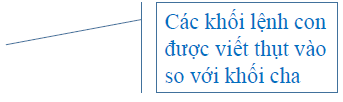 Các khối lệnh con
được viết thụt vào
so với khối cha